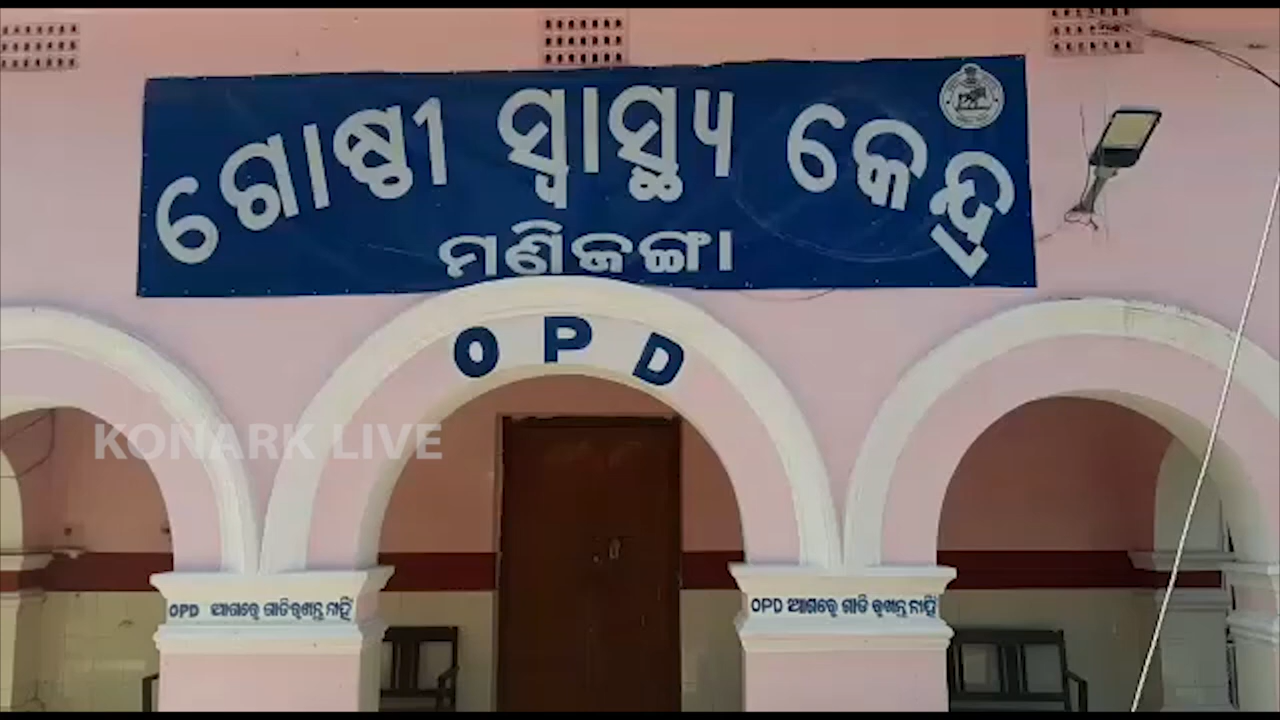 ଗୋଷ୍ଠୀ ସ୍ୱାସ୍ଥ୍ୟ କେନ୍ଦ୍ର
ମଣିଜଙ୍ଗା
OPD
KONARK LIVE
OPD ଆଗରେ ଗାଡି ରଖନ୍ତୁ ନାହିଁ
OPD ଆଗରେ ଗାଡି ରଖନ୍ତୁ ନାହିଁ